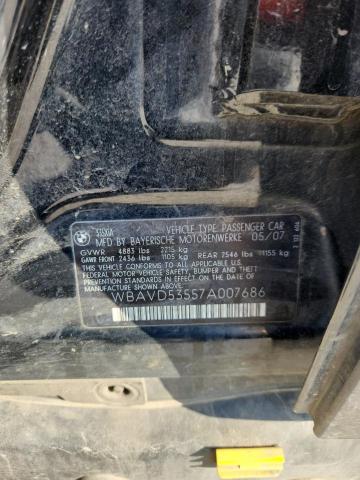 VEHICLE TYPE PASSENGER CAR
MFD BY BAYERISCHE MOTORENWERKE 05/07
GVWR 4883 lbs 2215 kg
GAWR FRONT 2436 lbs 1105 kg REAR 2546 lbs 1155 kg
THIS VEHICLE CONFORMS TO ALL APPLICABLE U.S.
FEDERAL MOTOR VEHICLE SAFETY, BUMPER AND THEFT
PREVENTION STANDARDS IN EFFECT ON THE DATE OF
MANUFACTURE SHOWN ABOVE.
WBAVD53557A007686